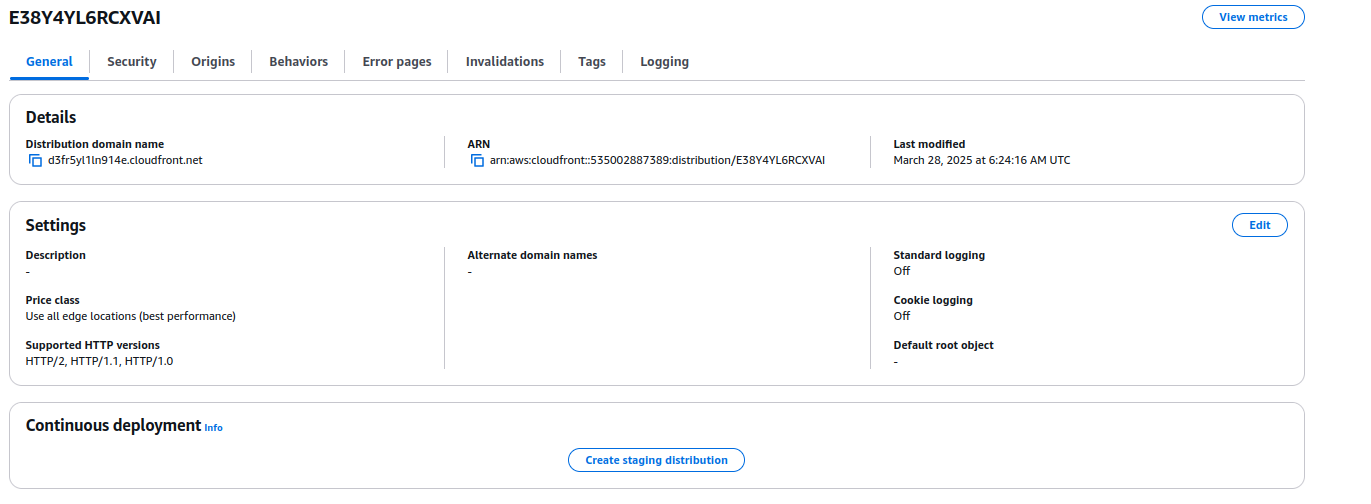 E38Y4YL6RCXVAI
View metrics
General
Security
Origins
Behaviors
Error pages
Invalidations
Tags
Logging
Details
Distribution domain name
d3fr5yl1ln914e.cloudfront.net
ARN
arn:aws:cloudfront::535002887389:distribution/E38Y4YL6RCXVAI
Last modified
March 28, 2025 at 6:24:16 AM UTC
Settings
Edit
Description
-
Price class
Use all edge locations (best performance)
Supported HTTP versions
HTTP/2, HTTP/1.1, HTTP/1.0
Alternate domain names
-
Standard logging
Off
Cookie logging
Off
Default root object
-
Continuous deployment Info
Create staging distribution